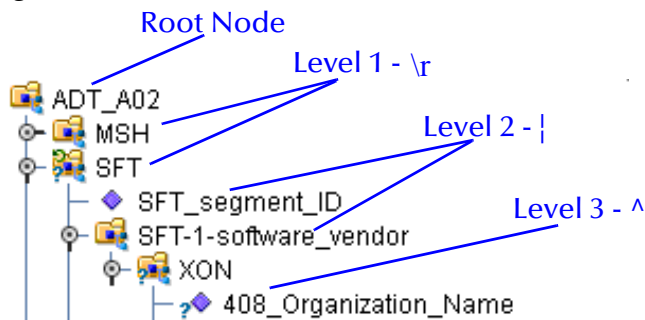 Root Node
Level 1 - \r
ADT_A02
MSH
Level 2 - ¦
SFT
SFT_segment_ID
Level 3 - ^
SFT-1-software_vendor
XON
408_Organization_Name